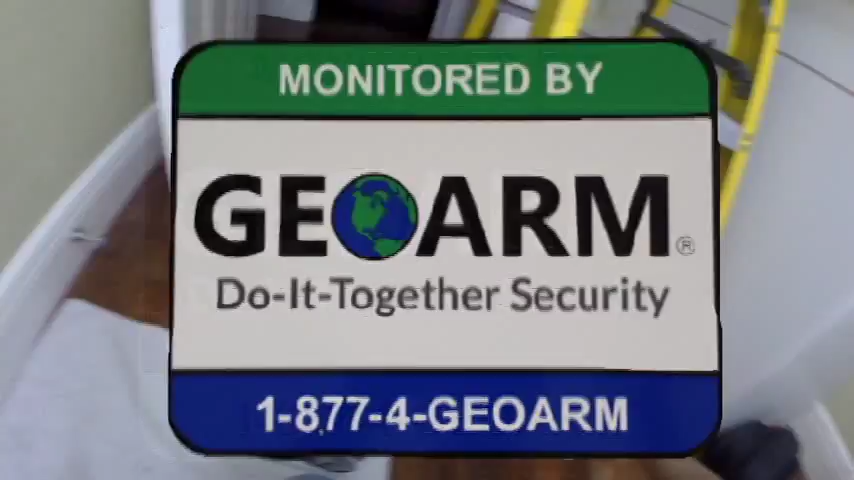 MONITORED BY
GEOARM®
Do-It-Together Security
1-877-4-GEOARM